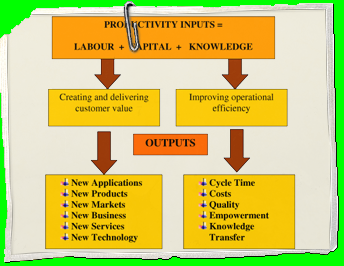 PRODUCTIVITY INPUTS =
LABOUR + CAPITAL + KNOWLEDGE
Creating and delivering
customer value
Improving operational
efficiency
OUTPUTS
New Applications
New Products
New Markets
New Business
New Services
New Technology
Cycle Time
Costs
Quality
Empowerment
Knowledge
Transfer